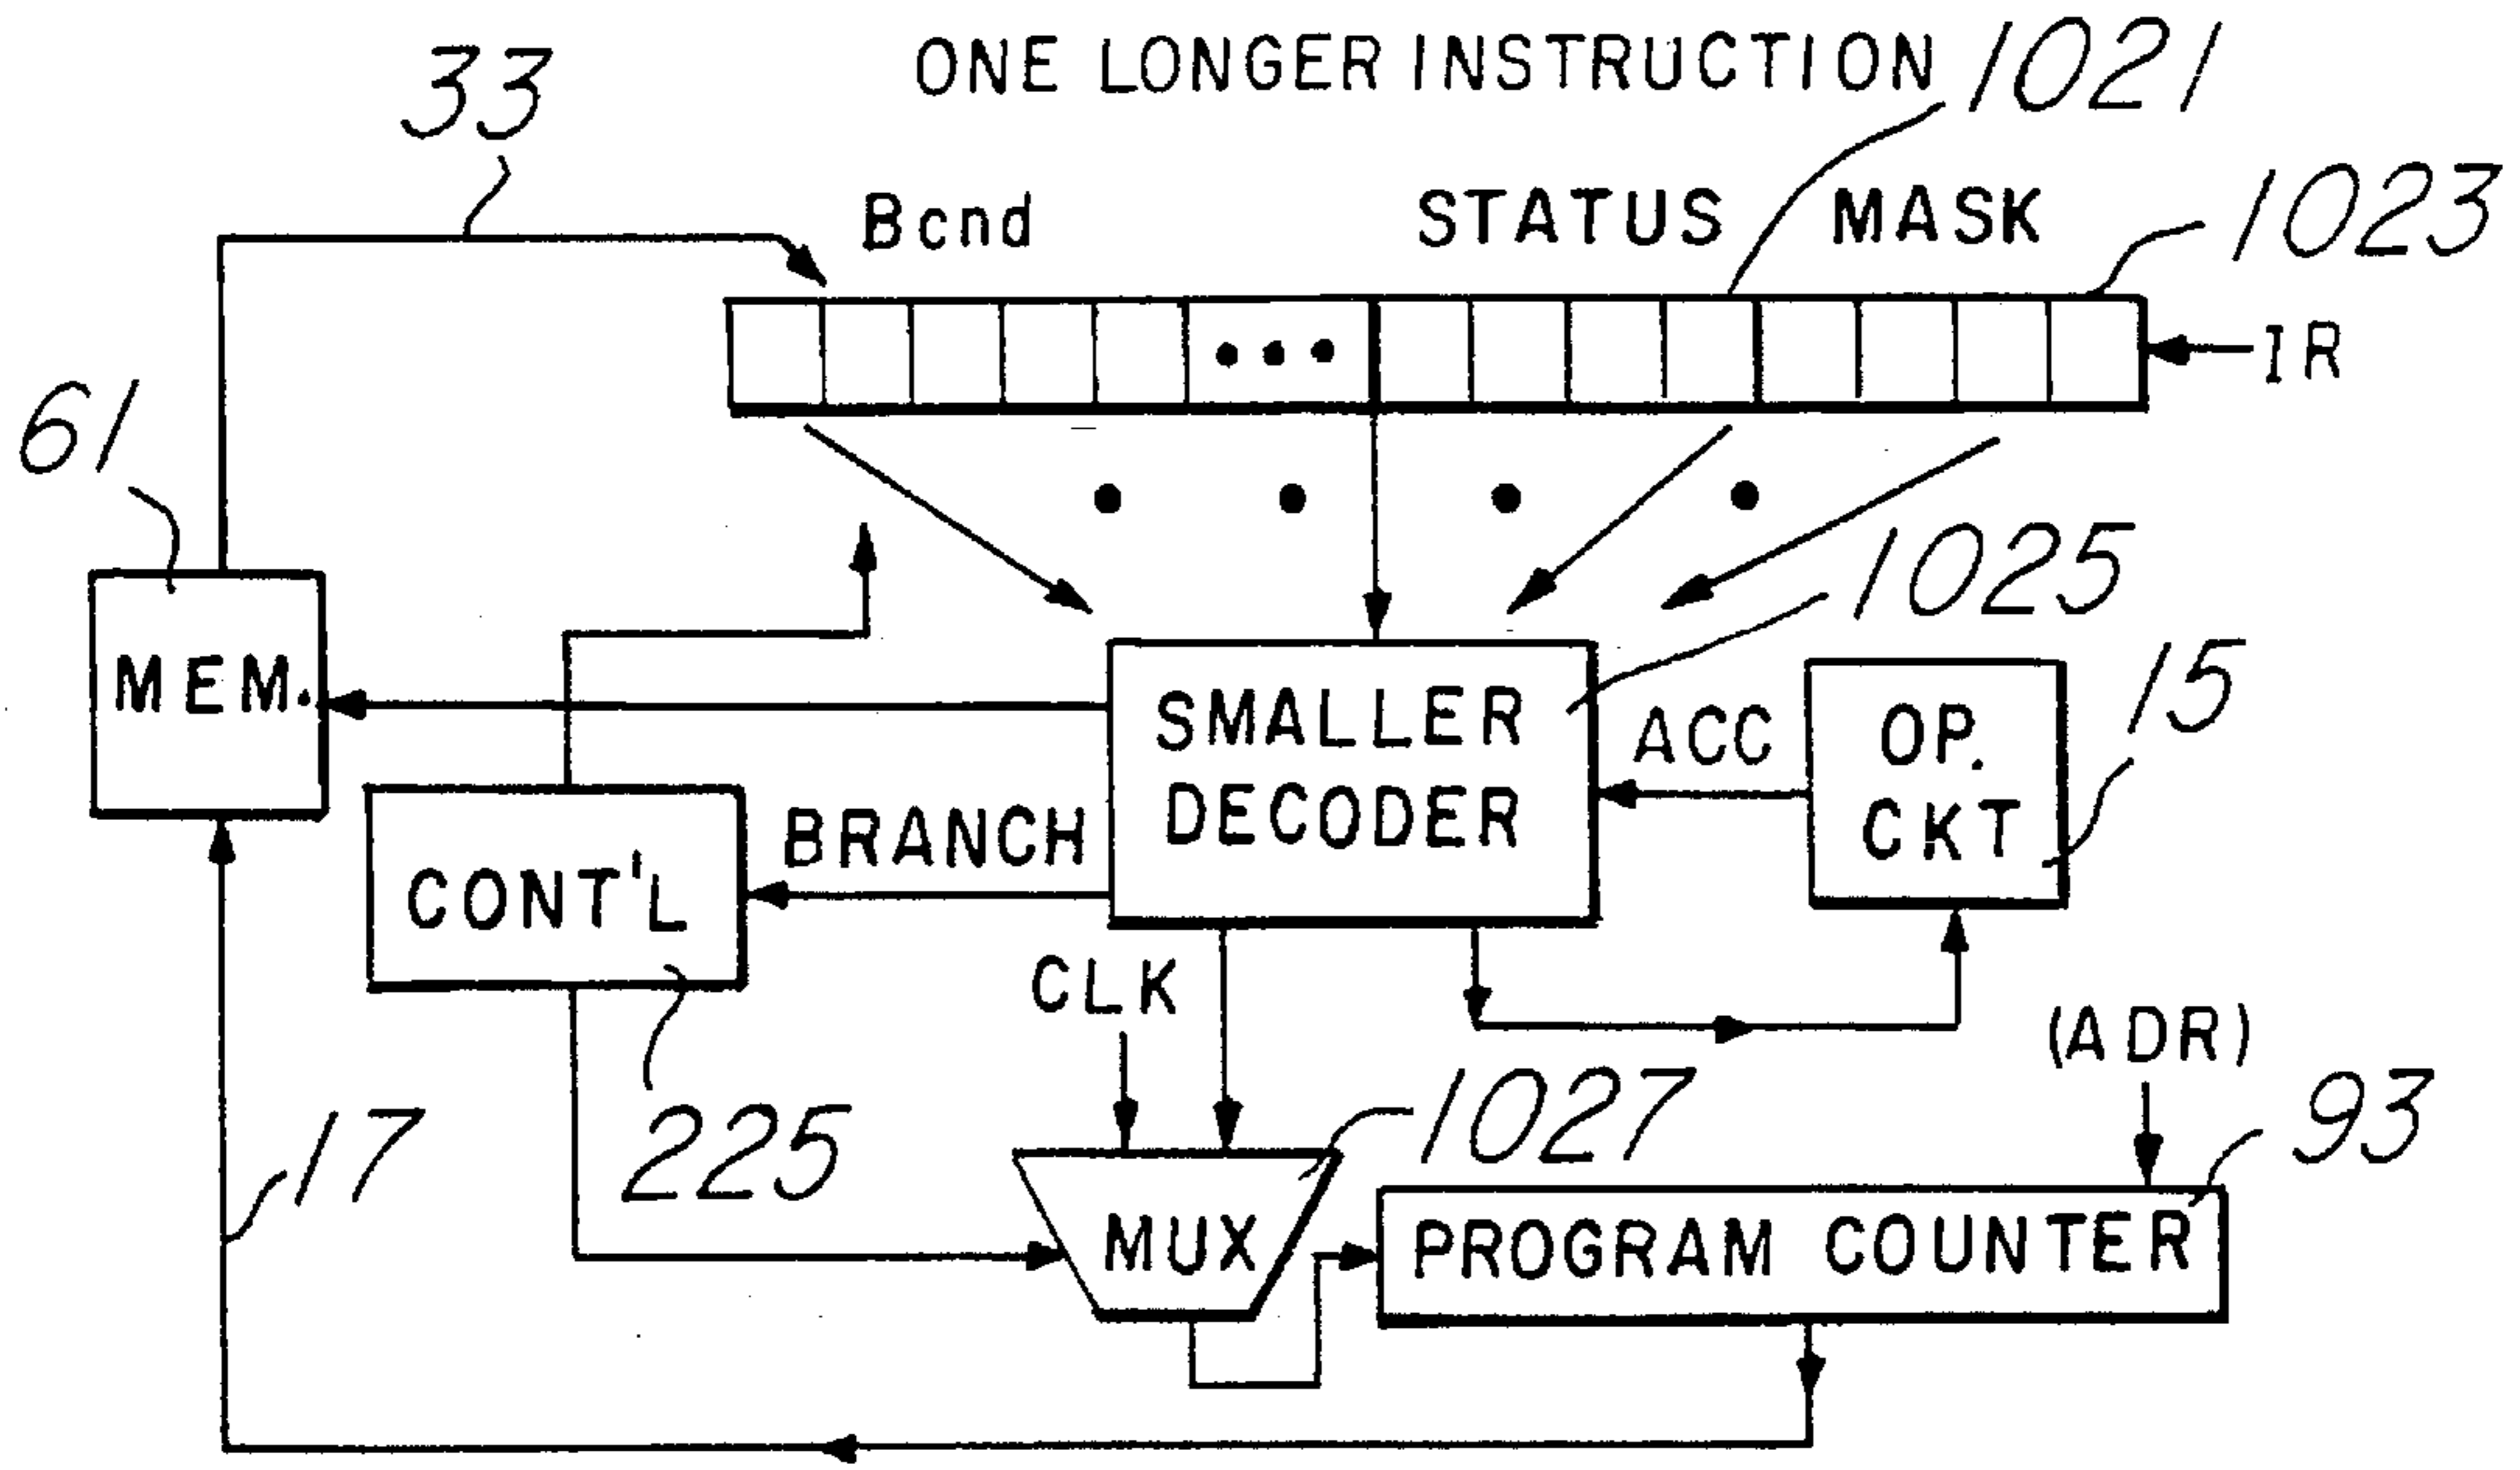 ONE LONGER INSTRUCTION
1021
33
Bcnd
STATUS MASK
1023
IR
61
1025
MEM.
SMALLER
DECODER
ACC
OP.
CKT
15
BRANCH
CONT'L
CLK
(ADR)
17
225
1027
93
MUX
PROGRAM COUNTER